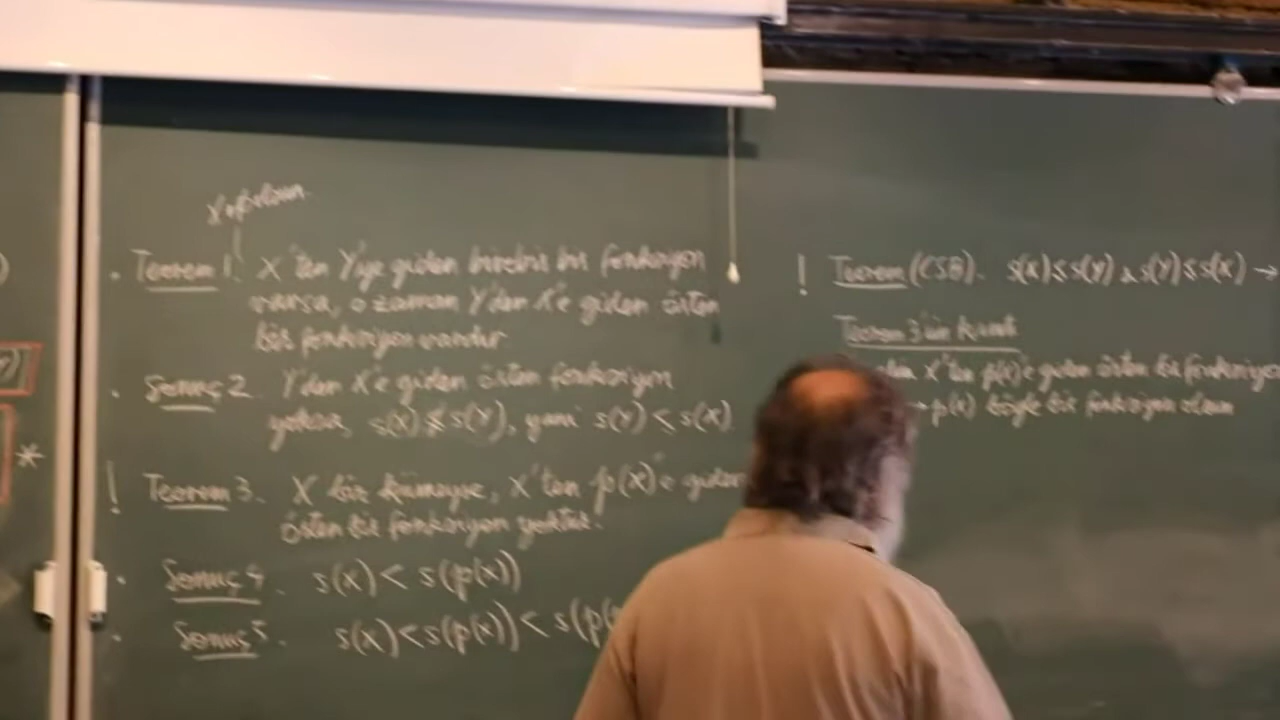 X≠∅ olsun.
. Teorem 1. X'ten Y'ye giden birebir bir fonksiyon
varsa, o zaman Y'den X'e giden örten
bir fonksiyon vardır
. Sonuç 2. Y'den X'e giden örten fonksiyon
yoksa, s(X) ≰ s(Y), yani s(Y) < s(X)
! Teorem 3. X bir kümeyse, X'ten p(X)'e giden
örten bir fonksiyon yoktur.
. Sonuç 4. s(X) < s(p(X))
. Sonuç 5. s(X) < s(p(X)) < s(p(
*
! Teorem (CSB). s(X) ≤ s(Y) ∧ s(Y) ≤ s(X) →
Teorem 3'ün kanıtı
X'ten p(X)'e giden örten bir fonksiyo
→ p(X) böyle bir fonksiyon olsun